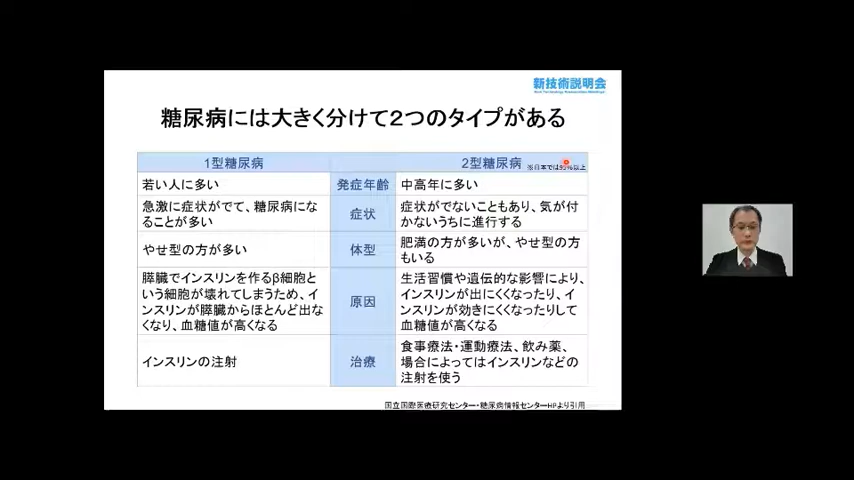 新技術説明会
糖尿病には大きく分けて2つのタイプがある
1型糖尿病
2型糖尿病
若い人に多い
発症年齢
中高年に多い
急激に症状がでて、糖尿病にな
ることが多い
症状
症状がでないこともあり、気が付
かないうちに進行する
やせ型の方が多い
体型
肥満の方が多いが、やせ型の方
もいる
膵臓でインスリンを作るβ細胞と
いう細胞が壊れてしまうため、イ
ンスリンが膵臓からほとんど出な
くなり、血糖値が高くなる
原因
生活習慣や遺伝的な影響により、
インスリンが出にくくなったり、イ
ンスリンが効きにくくなったりして
血糖値が高くなる
インスリンの注射
治療
食事療法・運動療法、飲み薬、
場合によってはインスリンなどの
注射を使う
国立国際医療研究センター・糖尿病情報センターHPより引用